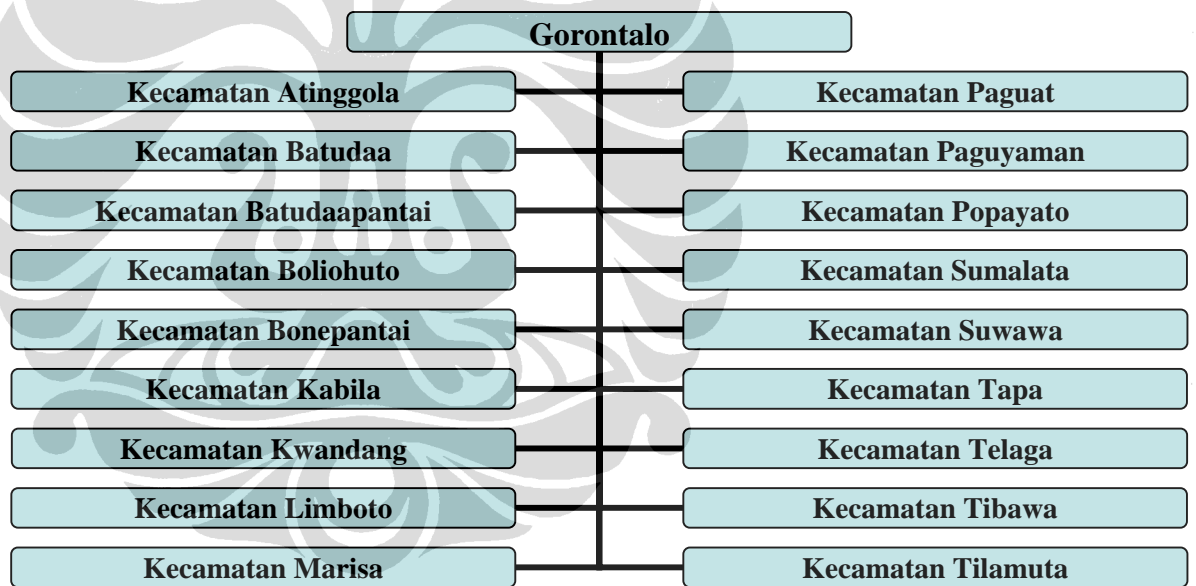 Gorontalo
Kecamatan Atinggola
Kecamatan Paguat
Kecamatan Batudaa
Kecamatan Paguyaman
Kecamatan Batudaapantai
Kecamatan Popayato
Kecamatan Boliohuto
Kecamatan Sumalata
Kecamatan Bonepantai
Kecamatan Suwawa
Kecamatan Kabila
Kecamatan Tapa
Kecamatan Kwandang
Kecamatan Telaga
Kecamatan Limboto
Kecamatan Tibawa
Kecamatan Marisa
Kecamatan Tilamuta